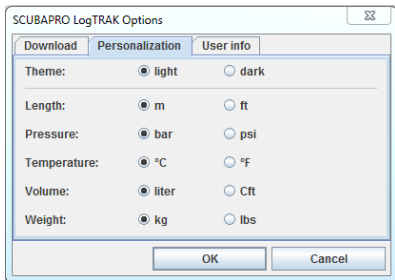 SCUBAPRO LogTRAK Options
Download Personalization User info
Theme: light dark
Length: m ft
Pressure: bar psi
Temperature: °C °F
Volume: liter Cft
Weight: kg lbs
OK Cancel